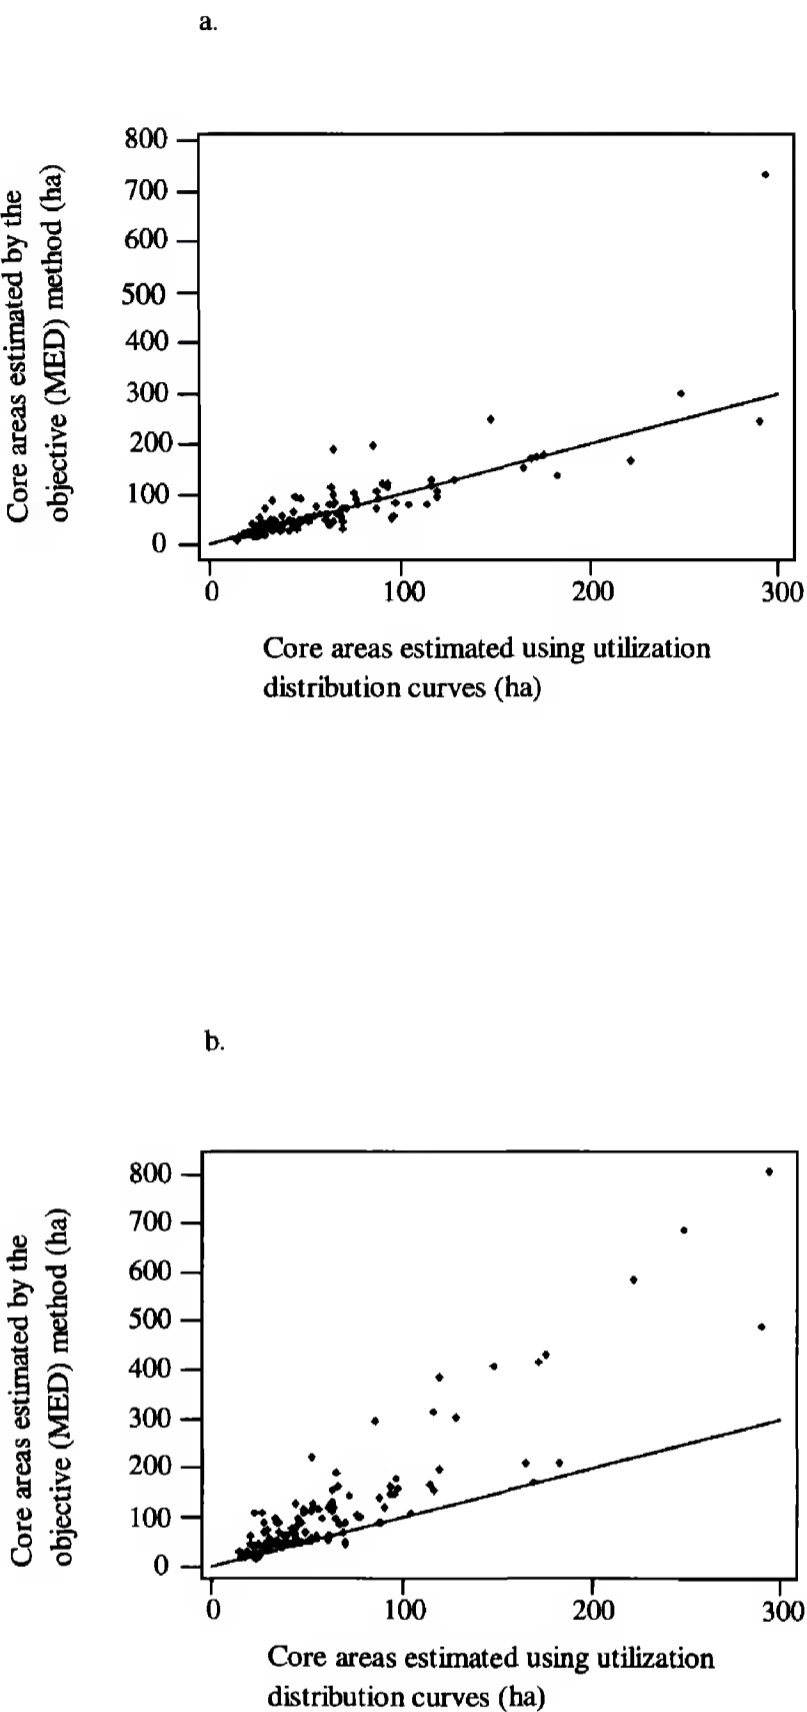 a.
Core areas estimated by the
objective (MED) method (ha)
800
700
600
500
400
300
200
100
0
0 100 200 300
Core areas estimated using utilization
distribution curves (ha)
b.
Core areas estimated by the
objective (MED) method (ha)
800
700
600
500
400
300
200
100
0
0 100 200 300
Core areas estimated using utilization
distribution curves (ha)